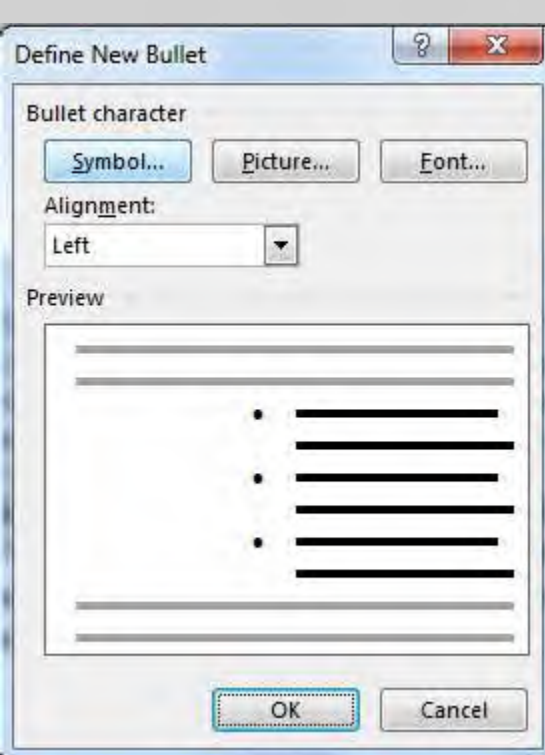 Define New Bullet
Bullet character
Symbol... Picture... Font...
Alignment:
Left
Preview
OK Cancel